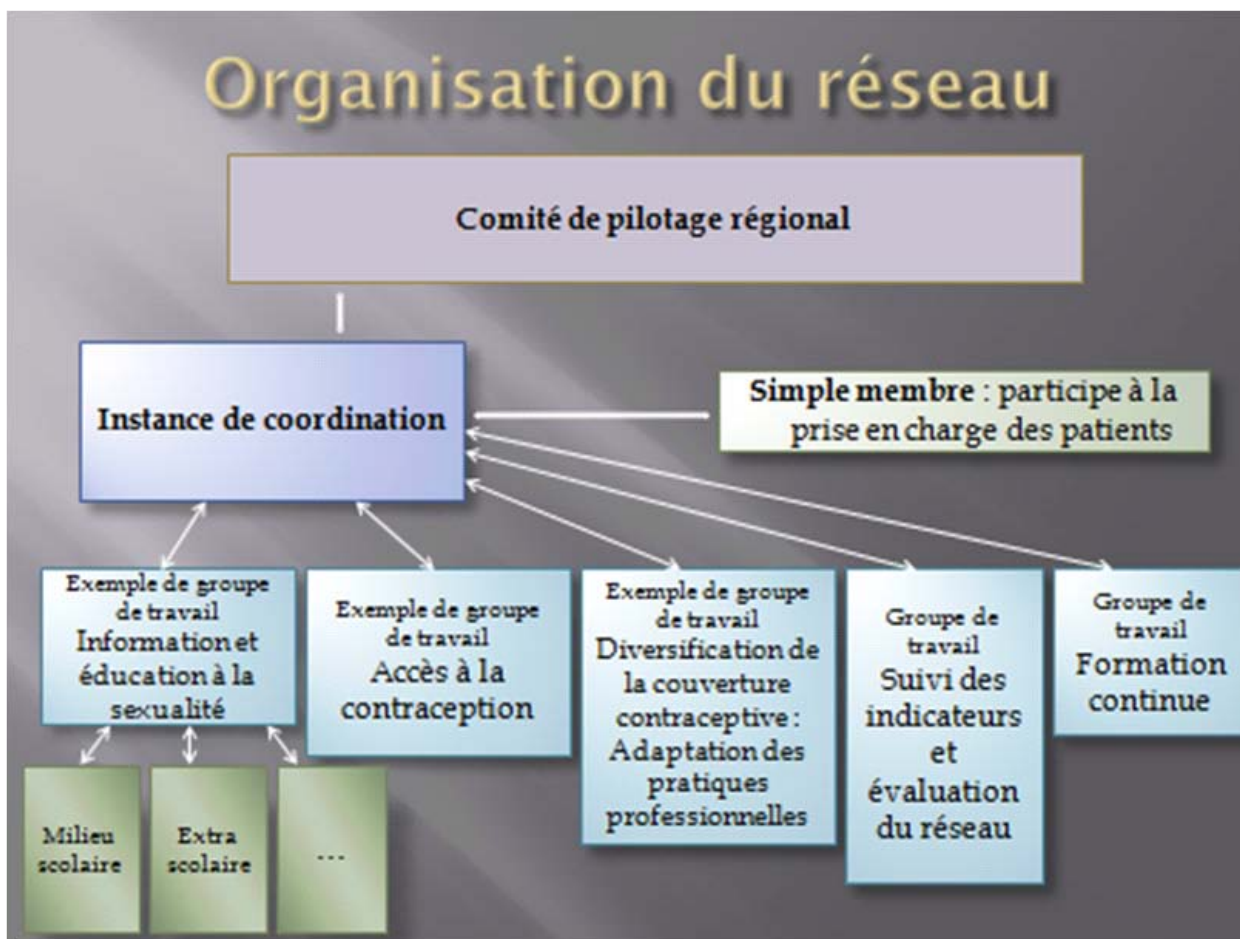 Organisation du réseau
Comité de pilotage régional
Instance de coordination
Simple membre : participe à la
prise en charge des patients
Exemple de groupe
de travail
Information et
éducation à la
sexualité
Exemple de groupe
de travail
Accès à la
contraception
Exemple de groupe
de travail
Diversification de
la couverture
contraceptive :
Adaptation des
pratiques
professionnelles
Groupe de
travail
Suivi des
indicateurs
et
évaluation
du réseau
Groupe de
travail
Formation
continue
Milieu
scolaire
Extra
scolaire
...